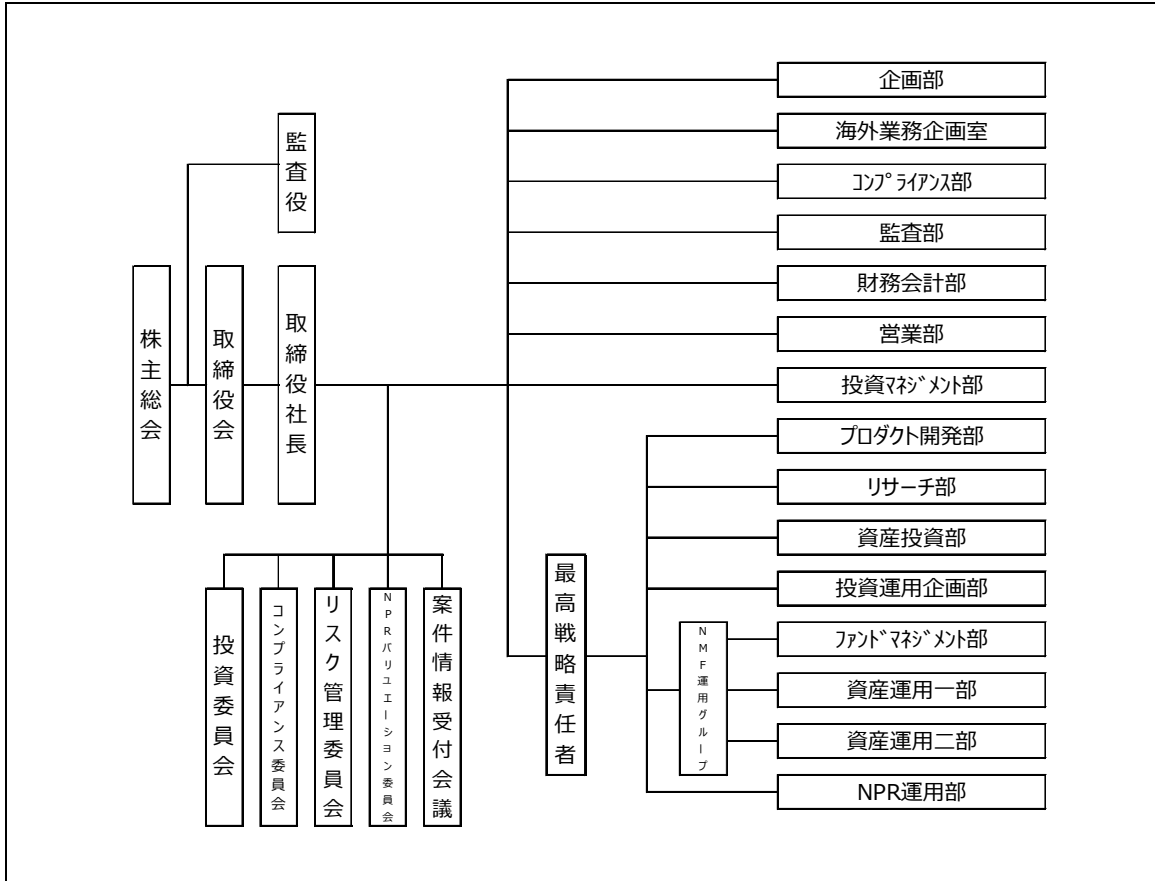 株主総会
監査役
取締役会
取締役社長
投資委員会
コンプライアンス委員会
リスク管理委員会
NPRバリュエーション委員会
案件情報受付会議
企画部
海外業務企画室
ｺﾝﾌﾟﾗｲｱﾝｽ部
監査部
財務会計部
営業部
投資ﾏﾈｼﾞﾒﾝﾄ部
最高戦略責任者
プロダクト開発部
リサーチ部
資産投資部
投資運用企画部
NMF運用グループ
ﾌｧﾝﾄﾞﾏﾈｼﾞﾒﾝﾄ部
資産運用一部
資産運用二部
NPR運用部